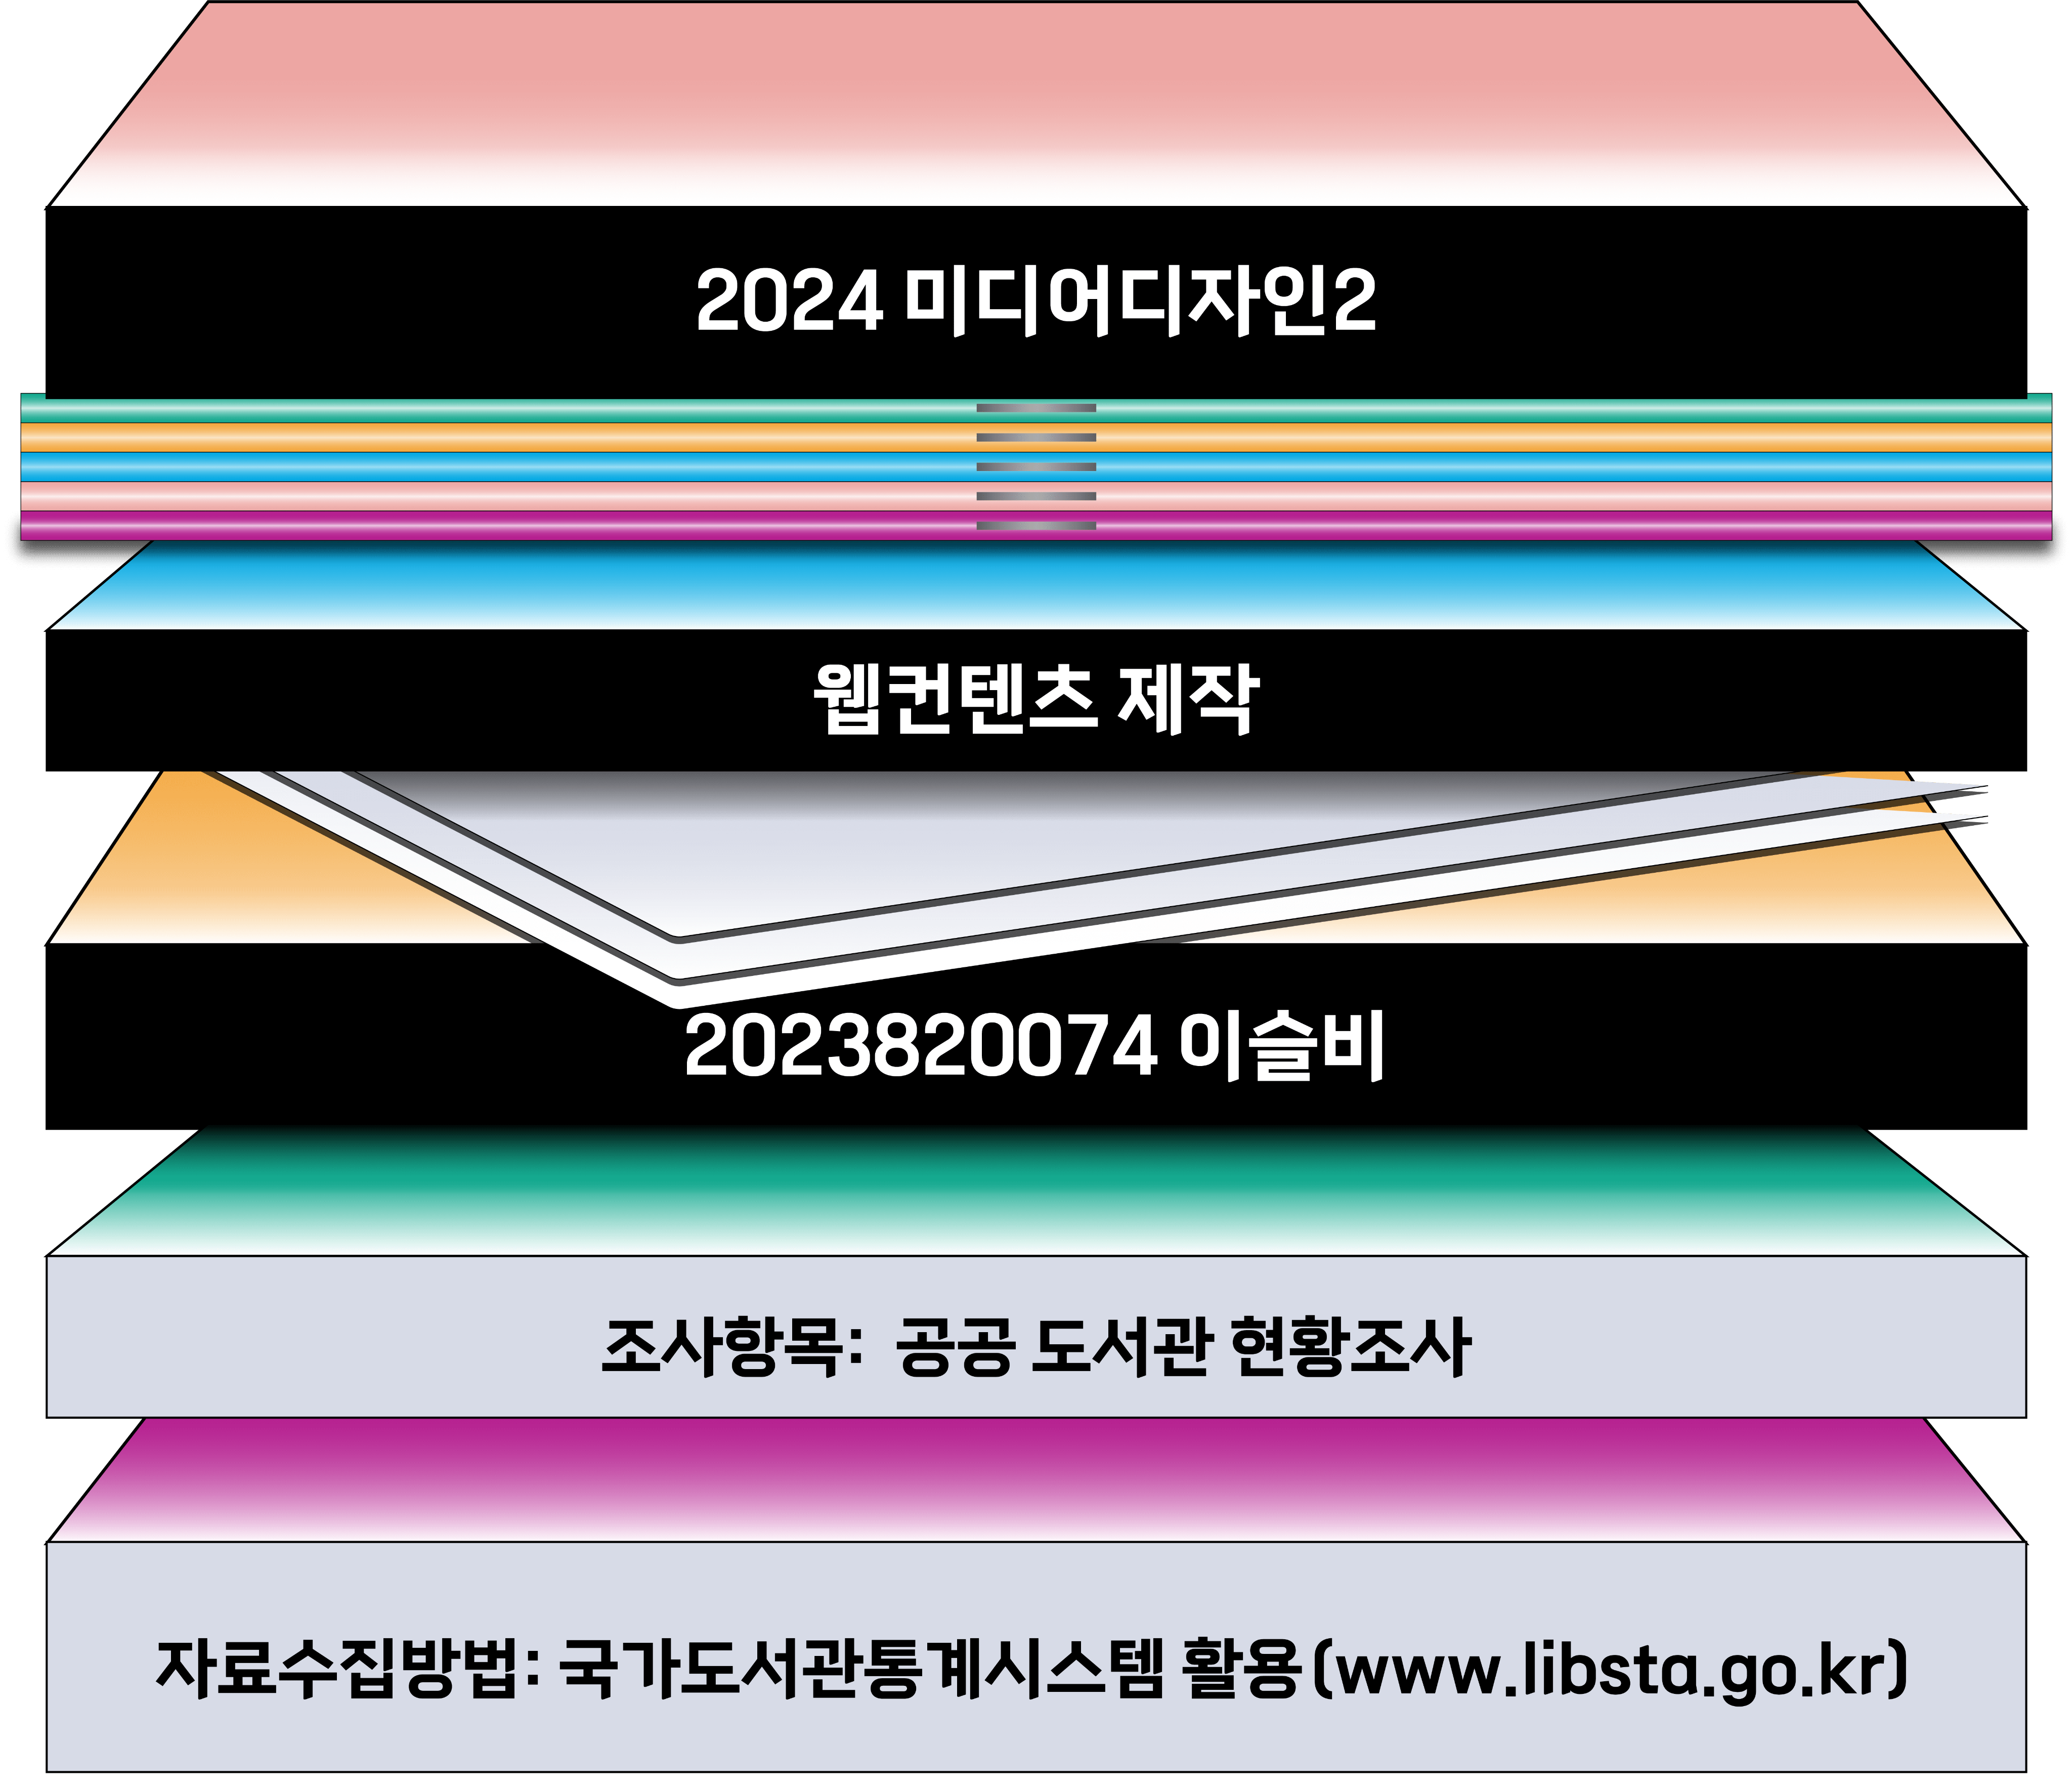 2024 미디어디자인2
웹컨텐츠 제작
2023820074 이슬비
조사항목: 공공 도서관 현황조사
자료수집방법: 국가도서관통계시스템 활용(www.libsta.go.kr)